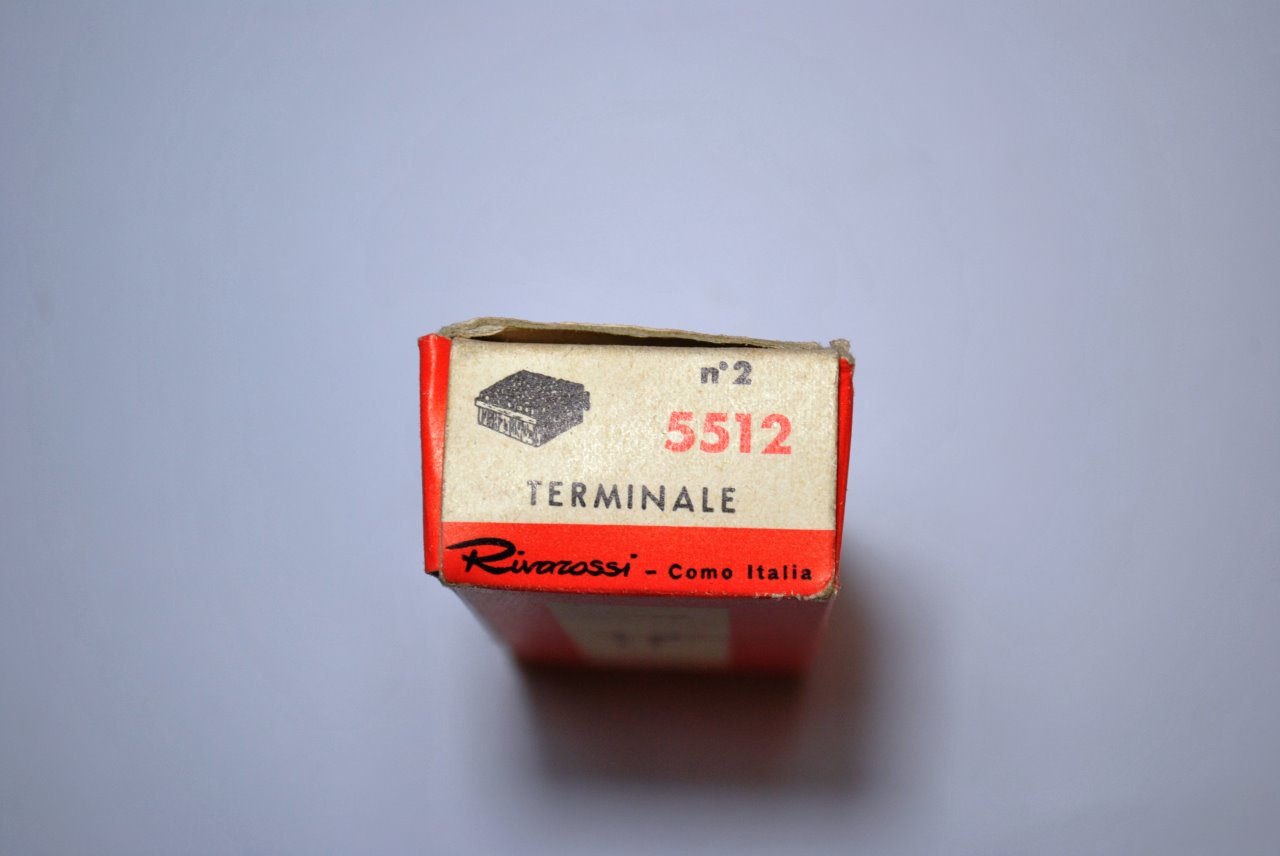 n° 2
5512
TERMINALE
Rivarossi - Como Italia